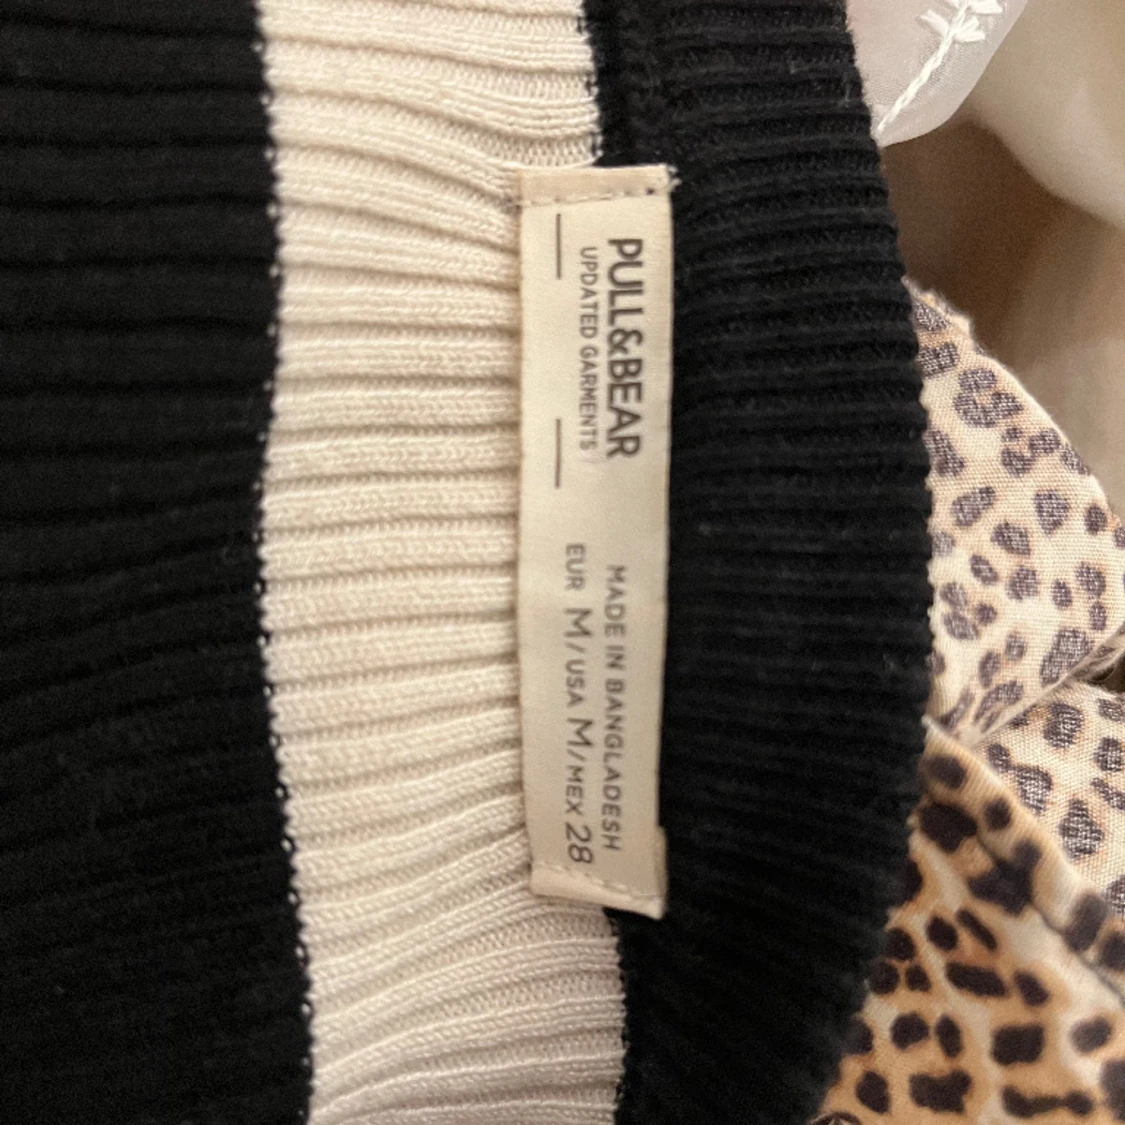 PULL&BEAR
UPDATED GARMENTS
MADE IN BANGLADESH
EUR M/USA M/MEX 28